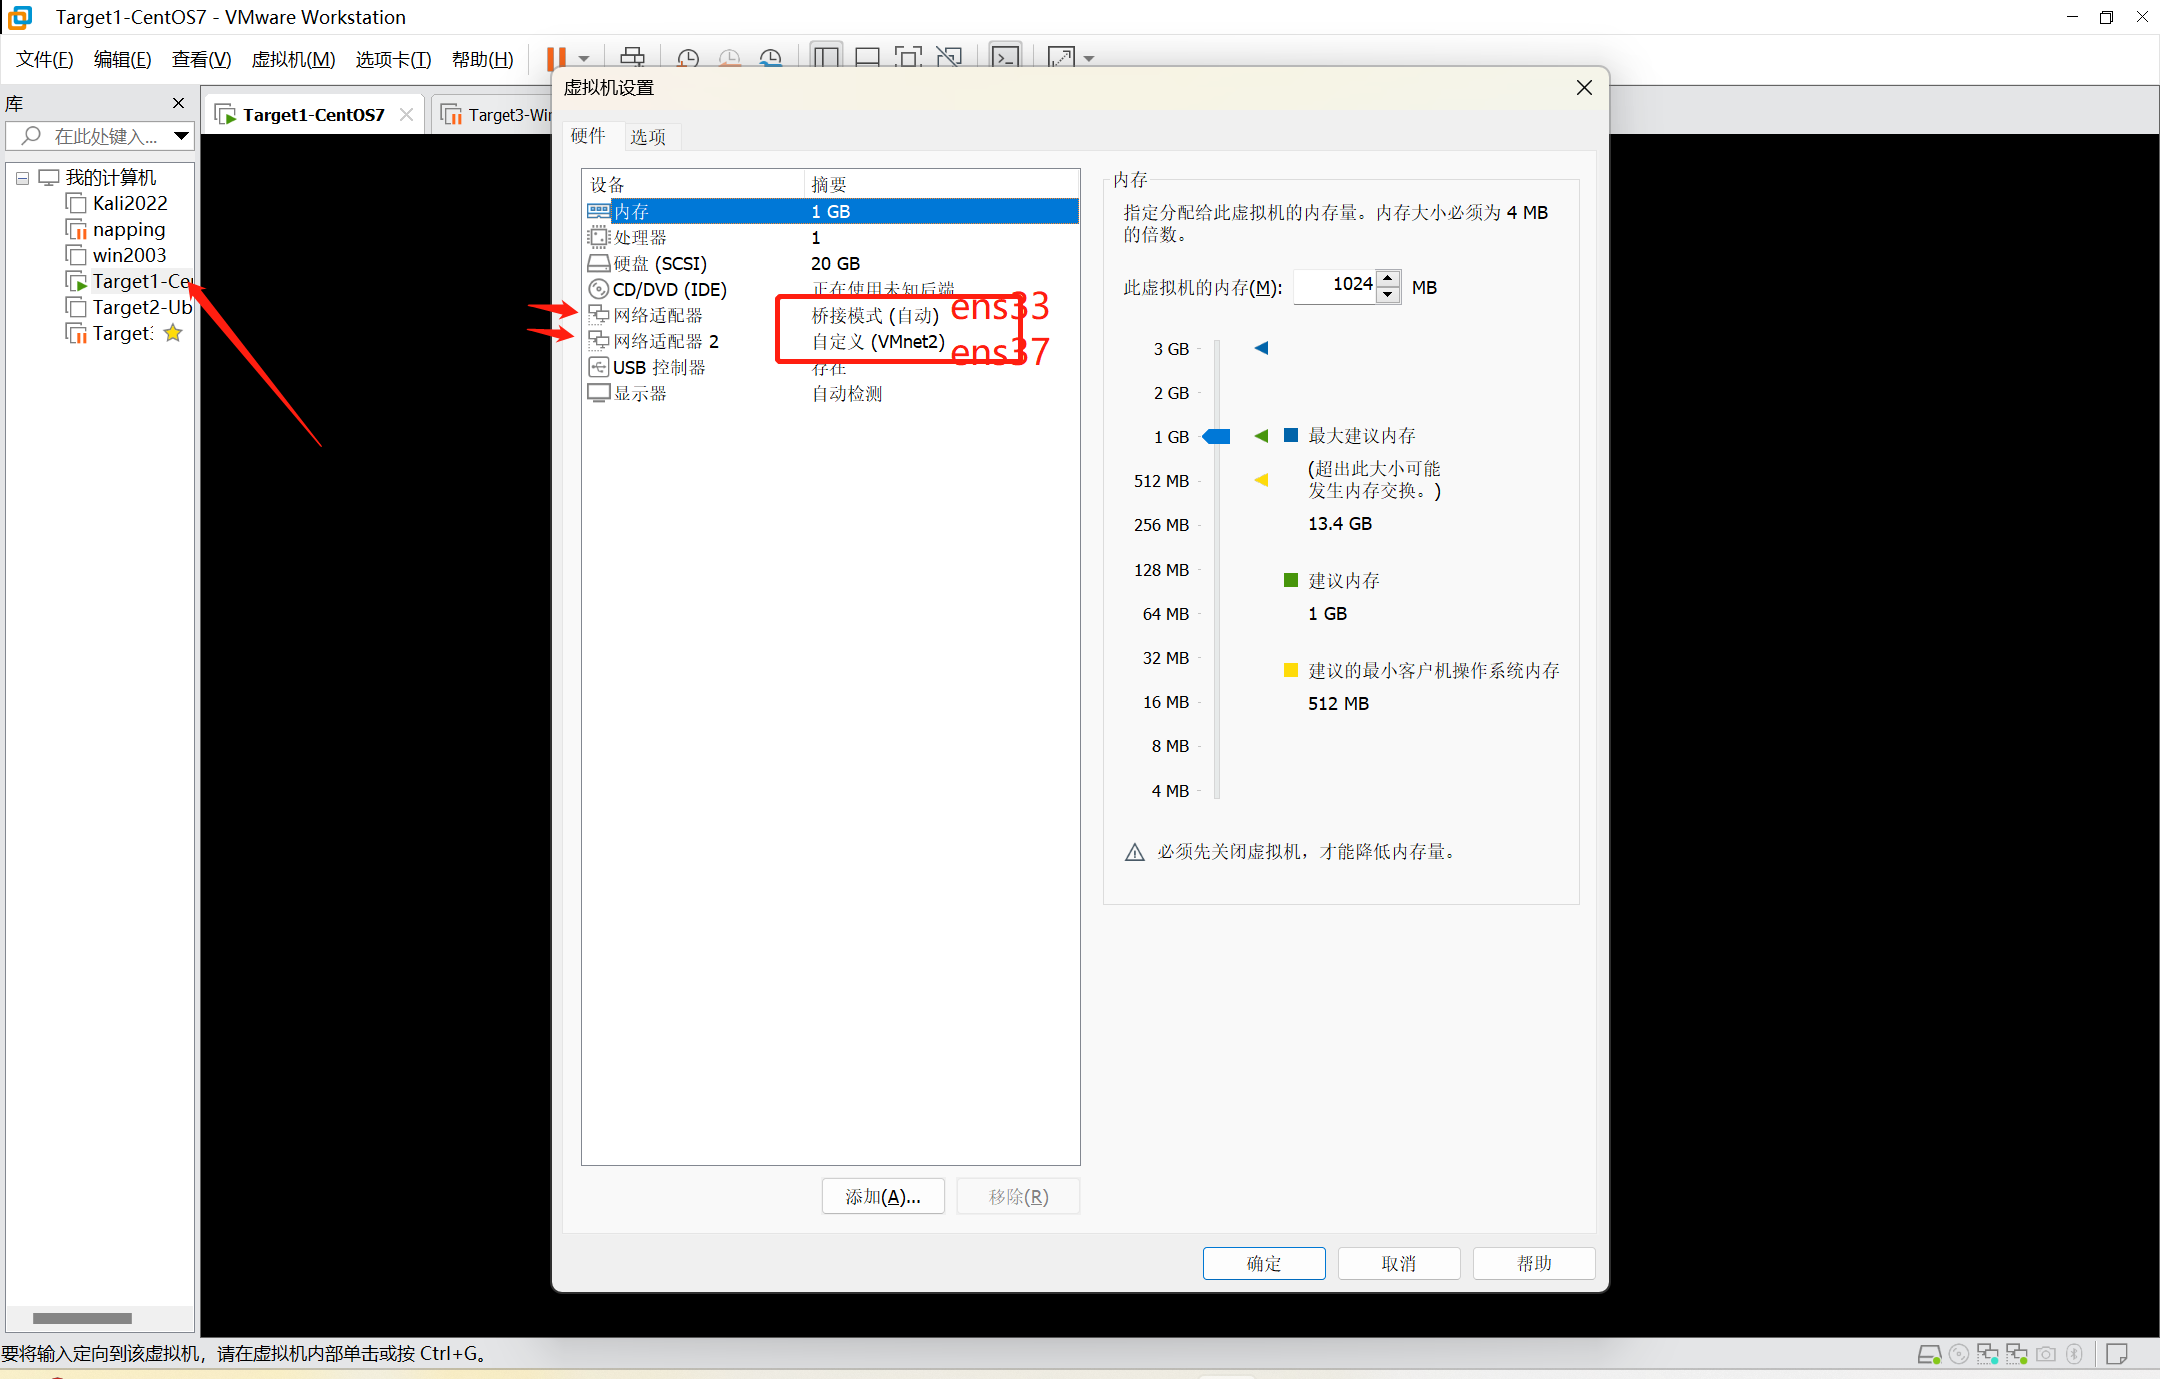 Target1-CentOS7 - VMware Workstation
文件(F) 编辑(E) 查看(V) 虚拟机(M) 选项卡(T) 帮助(H)
库
在此处键入...
我的计算机
Kali2022
napping
win2003
Target1-Ce
Target2-Ub
Target
Target1-CentOS7
Target3-Wi
虚拟机设置
硬件 选项
设备 摘要
内存 1 GB
处理器 1
硬盘 (SCSI) 20 GB
CD/DVD (IDE) 正在使用未知后端
网络适配器 桥接模式 (自动) ens33
网络适配器 2 自定义 (VMnet2) ens37
USB 控制器 存在
显示器 自动检测
添加(A)... 移除(R)
内存
指定分配给此虚拟机的内存量。内存大小必须为 4 MB
的倍数。
此虚拟机的内存(M): 1024 MB
3 GB
2 GB
1 GB
512 MB
256 MB
128 MB
64 MB
32 MB
16 MB
8 MB
4 MB
最大建议内存
(超出此大小可能
发生内存交换。)
13.4 GB
建议内存
1 GB
建议的最小客户机操作系统内存
512 MB
必须先关闭虚拟机，才能降低内存量。
确定 取消 帮助
要将输入定向到该虚拟机，请在虚拟机内部单击或按 Ctrl+G。